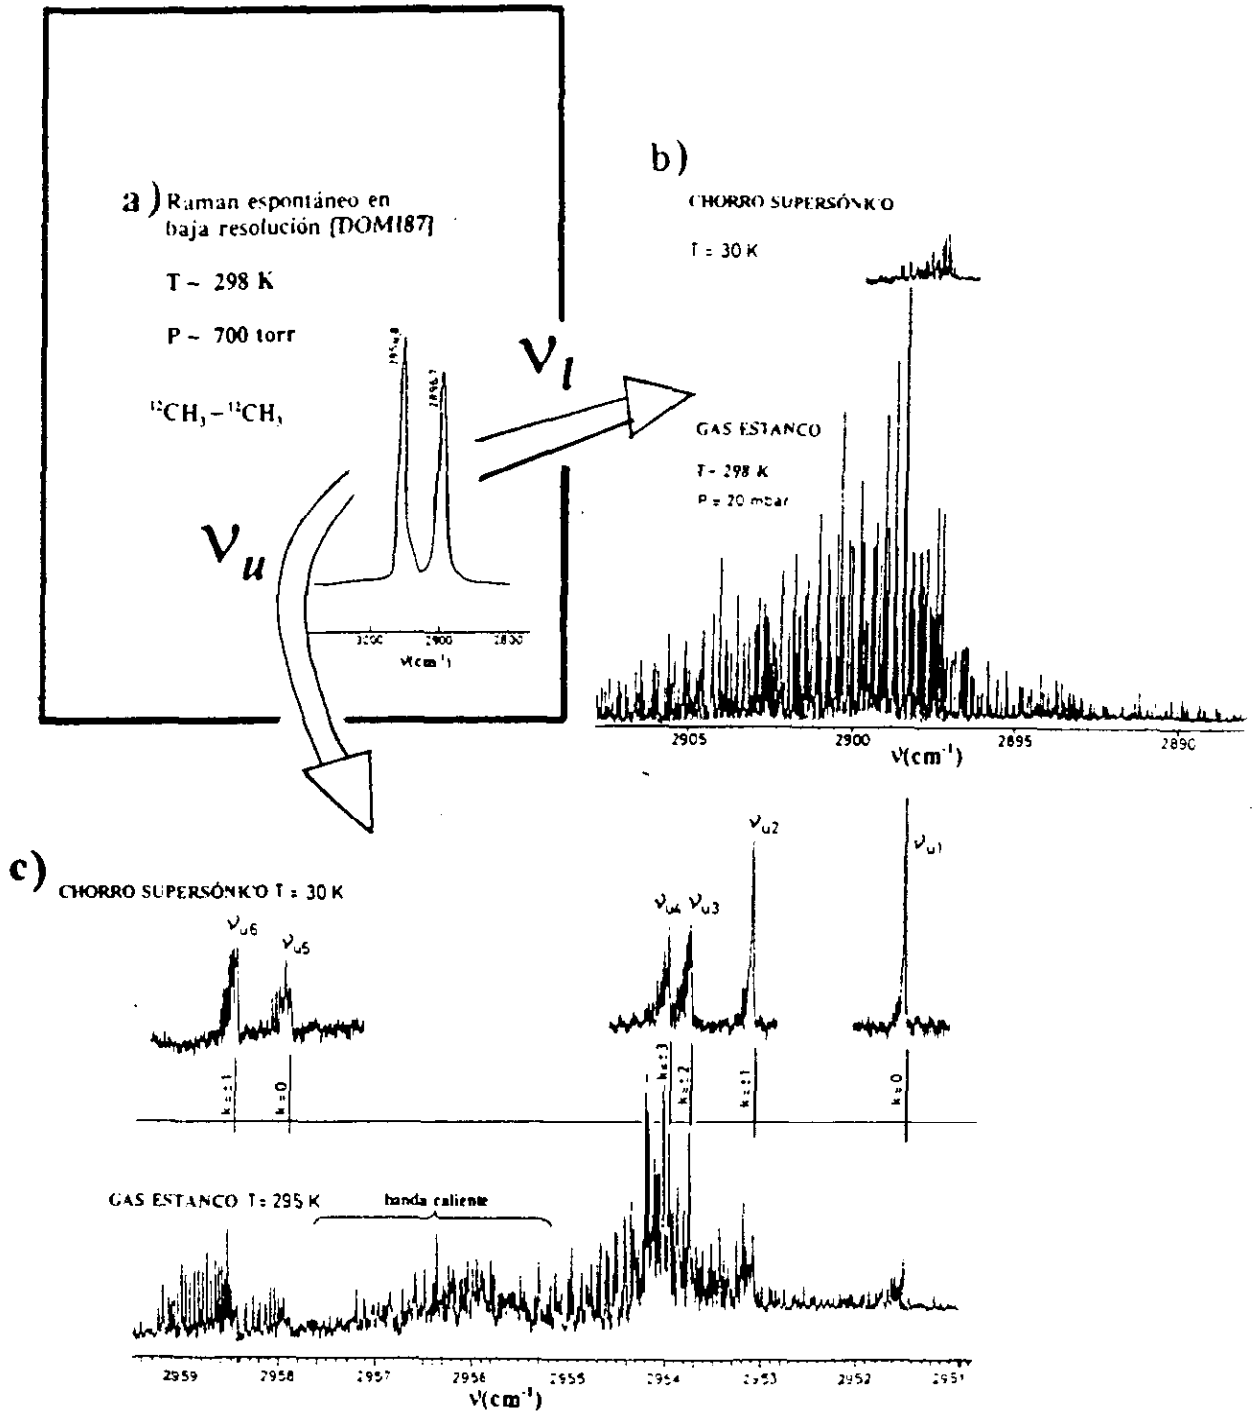 a) Raman espontáneo en
baja resolución [DOMI87]
T ~ 298 K
P ~ 700 torr
¹²CH₃-¹²CH₃
2896,7
2900
2800
ν(cm⁻¹)
ν_l
ν_u
b)
CHORRO SUPERSÓNICO
T = 30 K
GAS ESTANCO
T ~ 298 K
P = 20 mbar
2905
2900
2895
2890
ν(cm⁻¹)
c)
CHORRO SUPERSÓNICO T = 30 K
ν_u6
ν_u5
ν_u4
ν_u3
ν_u2
ν_u1
k=±1
k=0
k=±3
k=±2
k=±1
k=0
GAS ESTANCO T = 295 K
banda caliente
2959
2958
2957
2956
2955
2954
2953
2952
2951
ν(cm⁻¹)